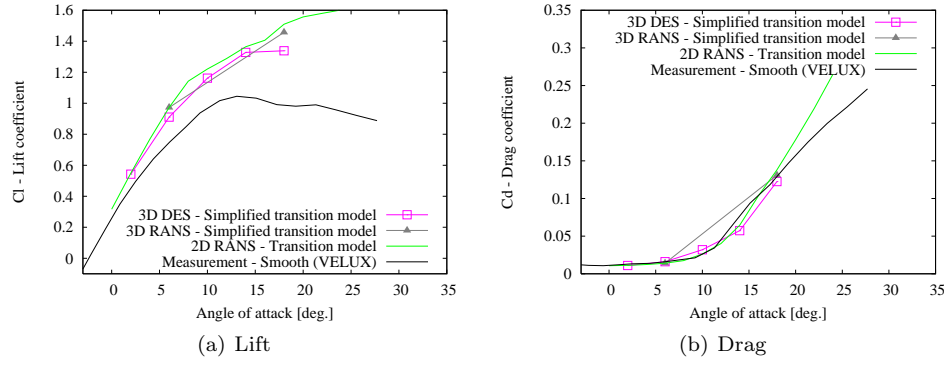 Cl - Lift coefficient
1.6
1.4
1.2
1
0.8
0.6
0.4
0.2
0
3D DES - Simplified transition model
3D RANS - Simplified transition model
2D RANS - Transition model
Measurement - Smooth (VELUX)
0 5 10 15 20 25 30 35
Angle of attack [deg.]
(a) Lift
Cd - Drag coefficient
0.35
0.3
0.25
0.2
0.15
0.1
0.05
0
3D DES - Simplified transition model
3D RANS - Simplified transition model
2D RANS - Transition model
Measurement - Smooth (VELUX)
0 5 10 15 20 25 30 35
Angle of attack [deg.]
(b) Drag